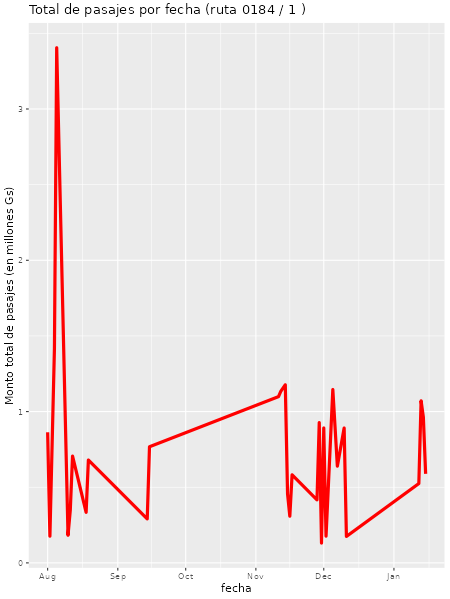 Total de pasajes por fecha (ruta 0184 / 1 )
Monto total de pasajes (en millones Gs)
3
2
1
0
Aug Sep Oct Nov Dec Jan
fecha